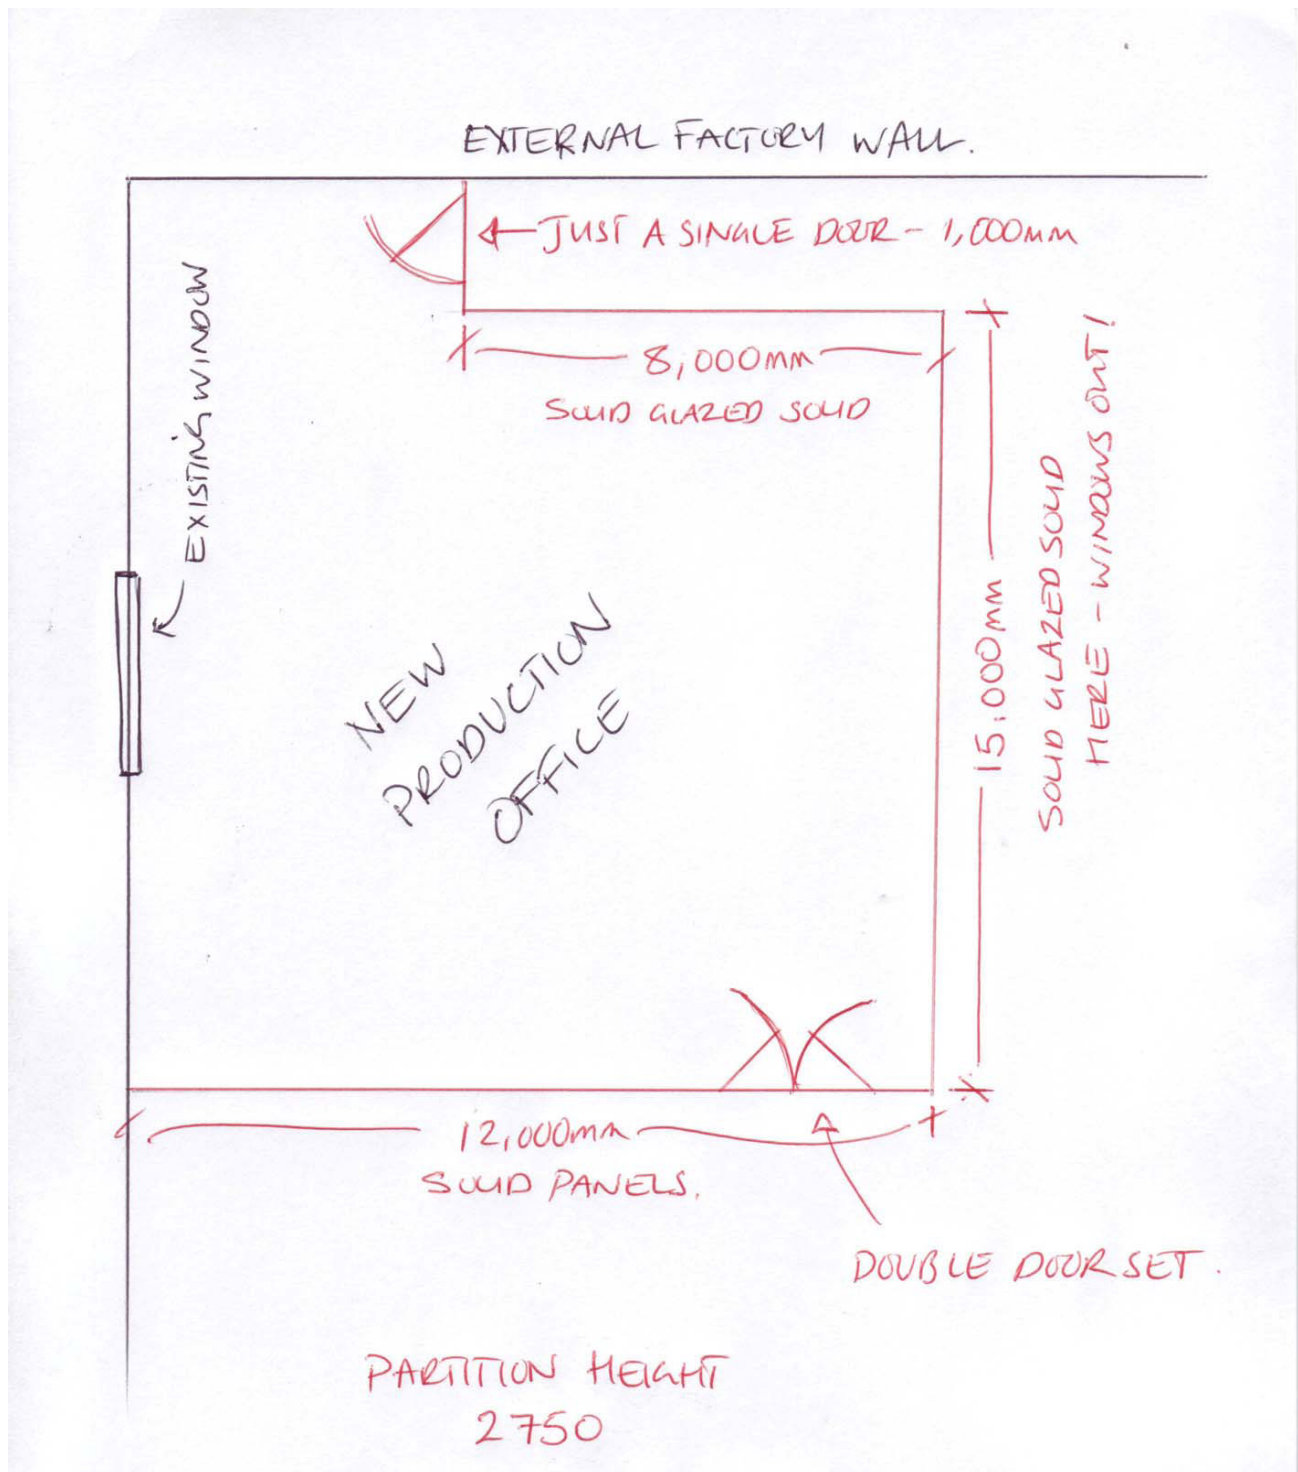 EXTERNAL FACTORY WALL.
JUST A SINGLE DOOR - 1,000mm
EXISTING WINDOW
8,000mm
SOLID GLAZED SOLID
15,000mm
SOLID GLAZED SOLID
HERE - WINDOWS OUT!
NEW
PRODUCTION
OFFICE
12,000mm
SOLID PANELS.
DOUBLE DOOR SET.
PARTITION HEIGHT
2750